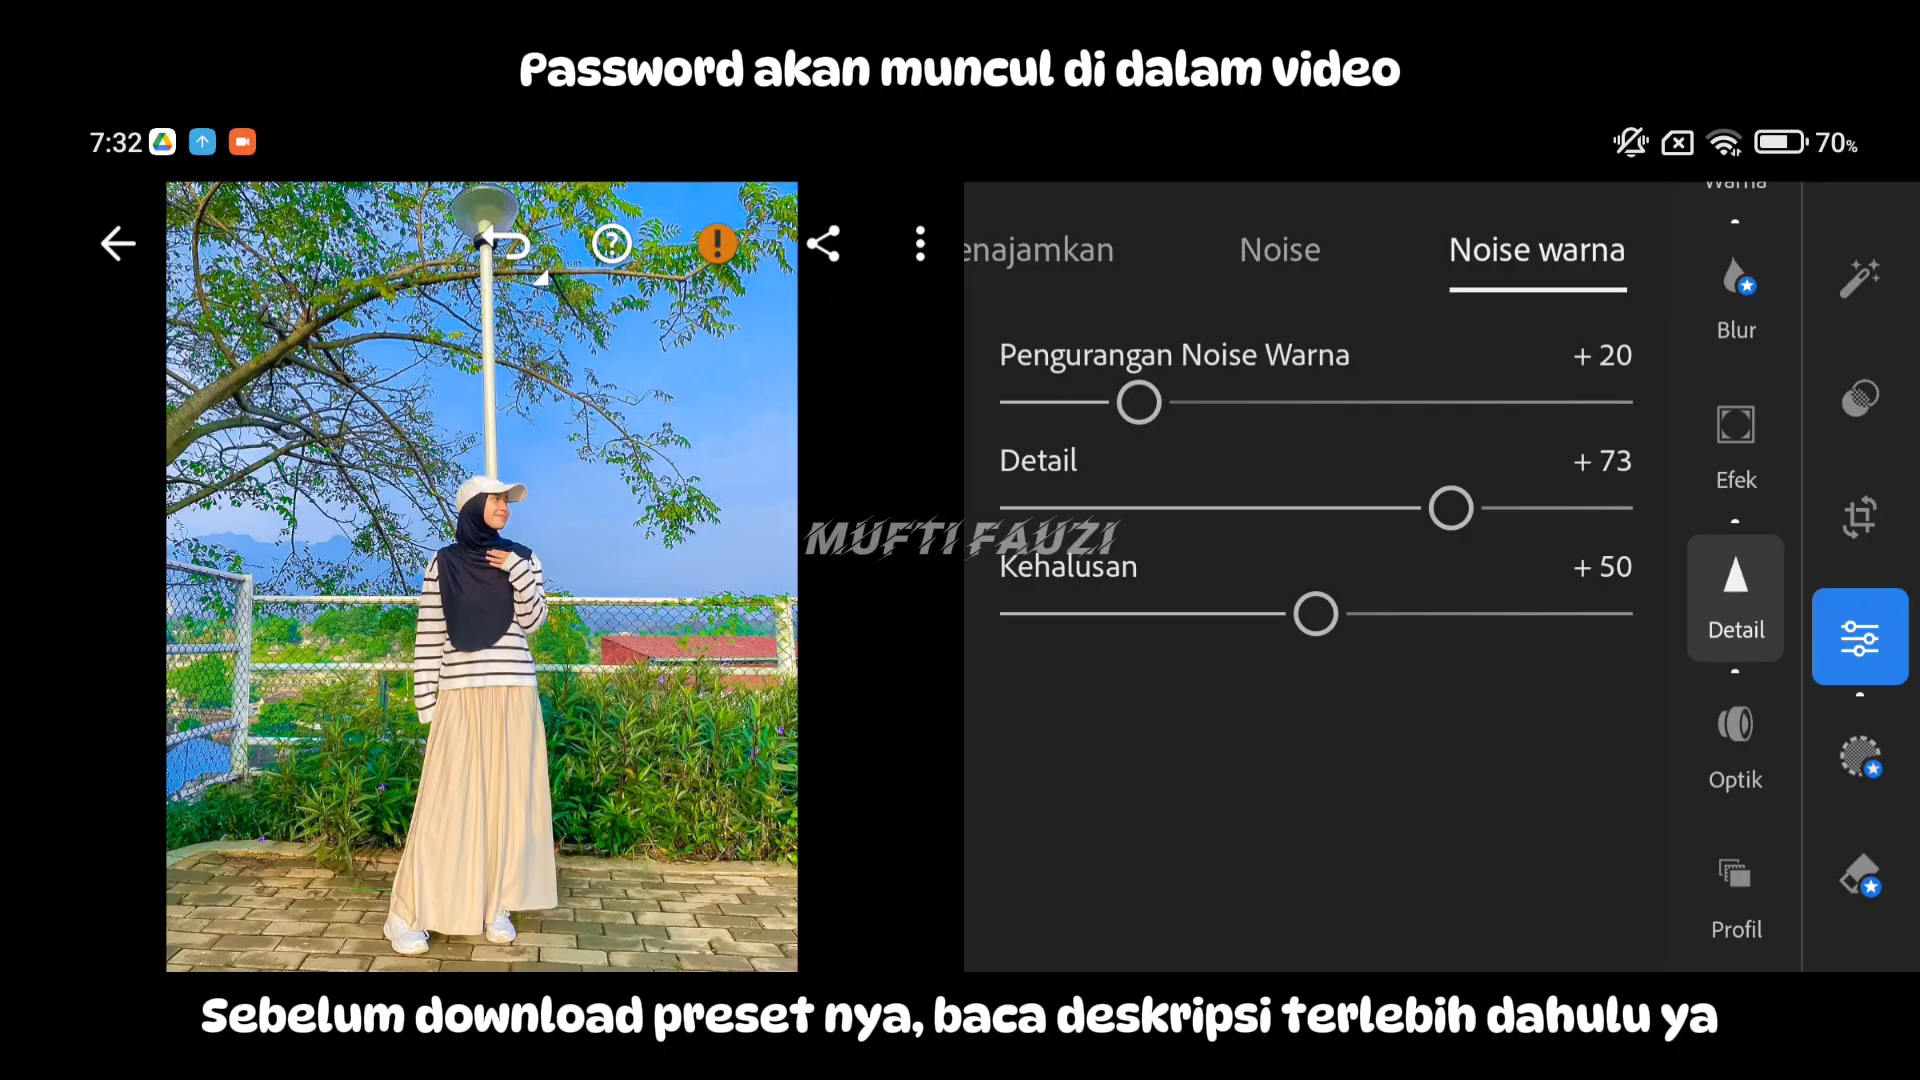 Password akan muncul di dalam video
7:32
70%
Warna
enajamkan
Noise
Noise warna
Pengurangan Noise Warna
+ 20
Detail
+ 73
MUFTI FAUZI
Kehalusan
+ 50
Blur
Efek
Detail
Optik
Profil
Sebelum download preset nya, baca deskripsi terlebih dahulu ya